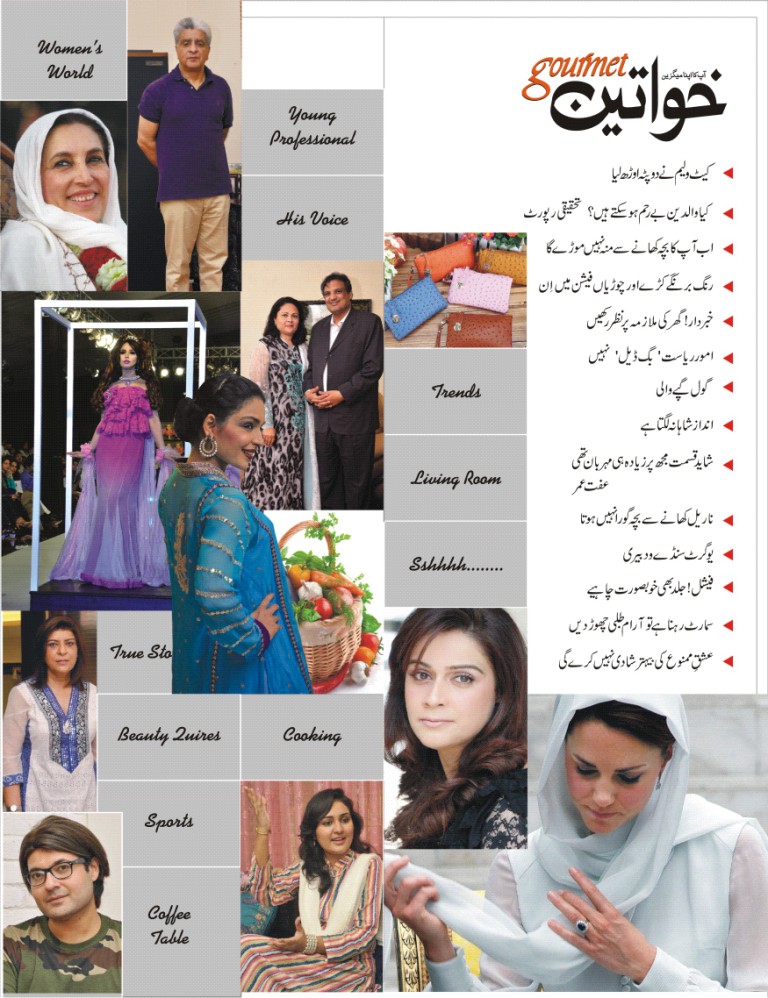 Women's
World
Young
Professional
His Voice
Trends
Living Room
Sshhhh........
True Sto
Beauty Quires
Cooking
Sports
Coffee
Table
gourmet
آپ کا اپنا میگزین
خواتین
کیٹ ولیم نے دوپٹہ اوڑھ لیا
کیا والدین بے رحم ہو سکتے ہیں؟ تحقیقی رپورٹ
اب آپ کا بچہ کھانے سے منہ نہیں موڑے گا
رنگ برنگے کڑے اور چوڑیاں فیشن میں اِن
خبردار! گھر کی ملازمہ پر نظر رکھیں
امور ریاست 'بگ ڈیل' نہیں
گول گپے والی
انداز شاہانہ لگتا ہے
شاید قسمت مجھ پر زیادہ ہی مہربان تھی
عفت عمر
ناریل کھانے سے بچہ گورا نہیں ہوتا
یوگرٹ سنڈے ود بیری
فیشل! جلد بھی خوبصورت چاہیے
سمارٹ رہنا ہے تو آرام طلبی چھوڑ دیں
عشقِ ممنوع کی بیہتر شادی نہیں کرے گی